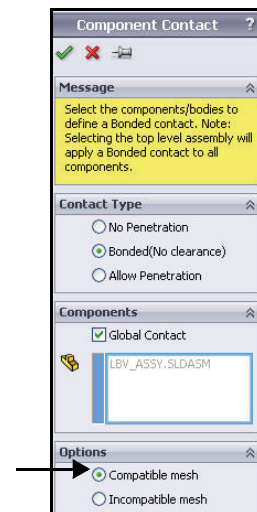 Component Contact ?
Message
Select the components/bodies to
define a Bonded contact. Note:
Selecting the top level assembly will
apply a Bonded contact to all
components.
Contact Type
No Penetration
Bonded(No clearance)
Allow Penetration
Components
Global Contact
LBV_ASSY.SLDASM
Options
Compatible mesh
Incompatible mesh